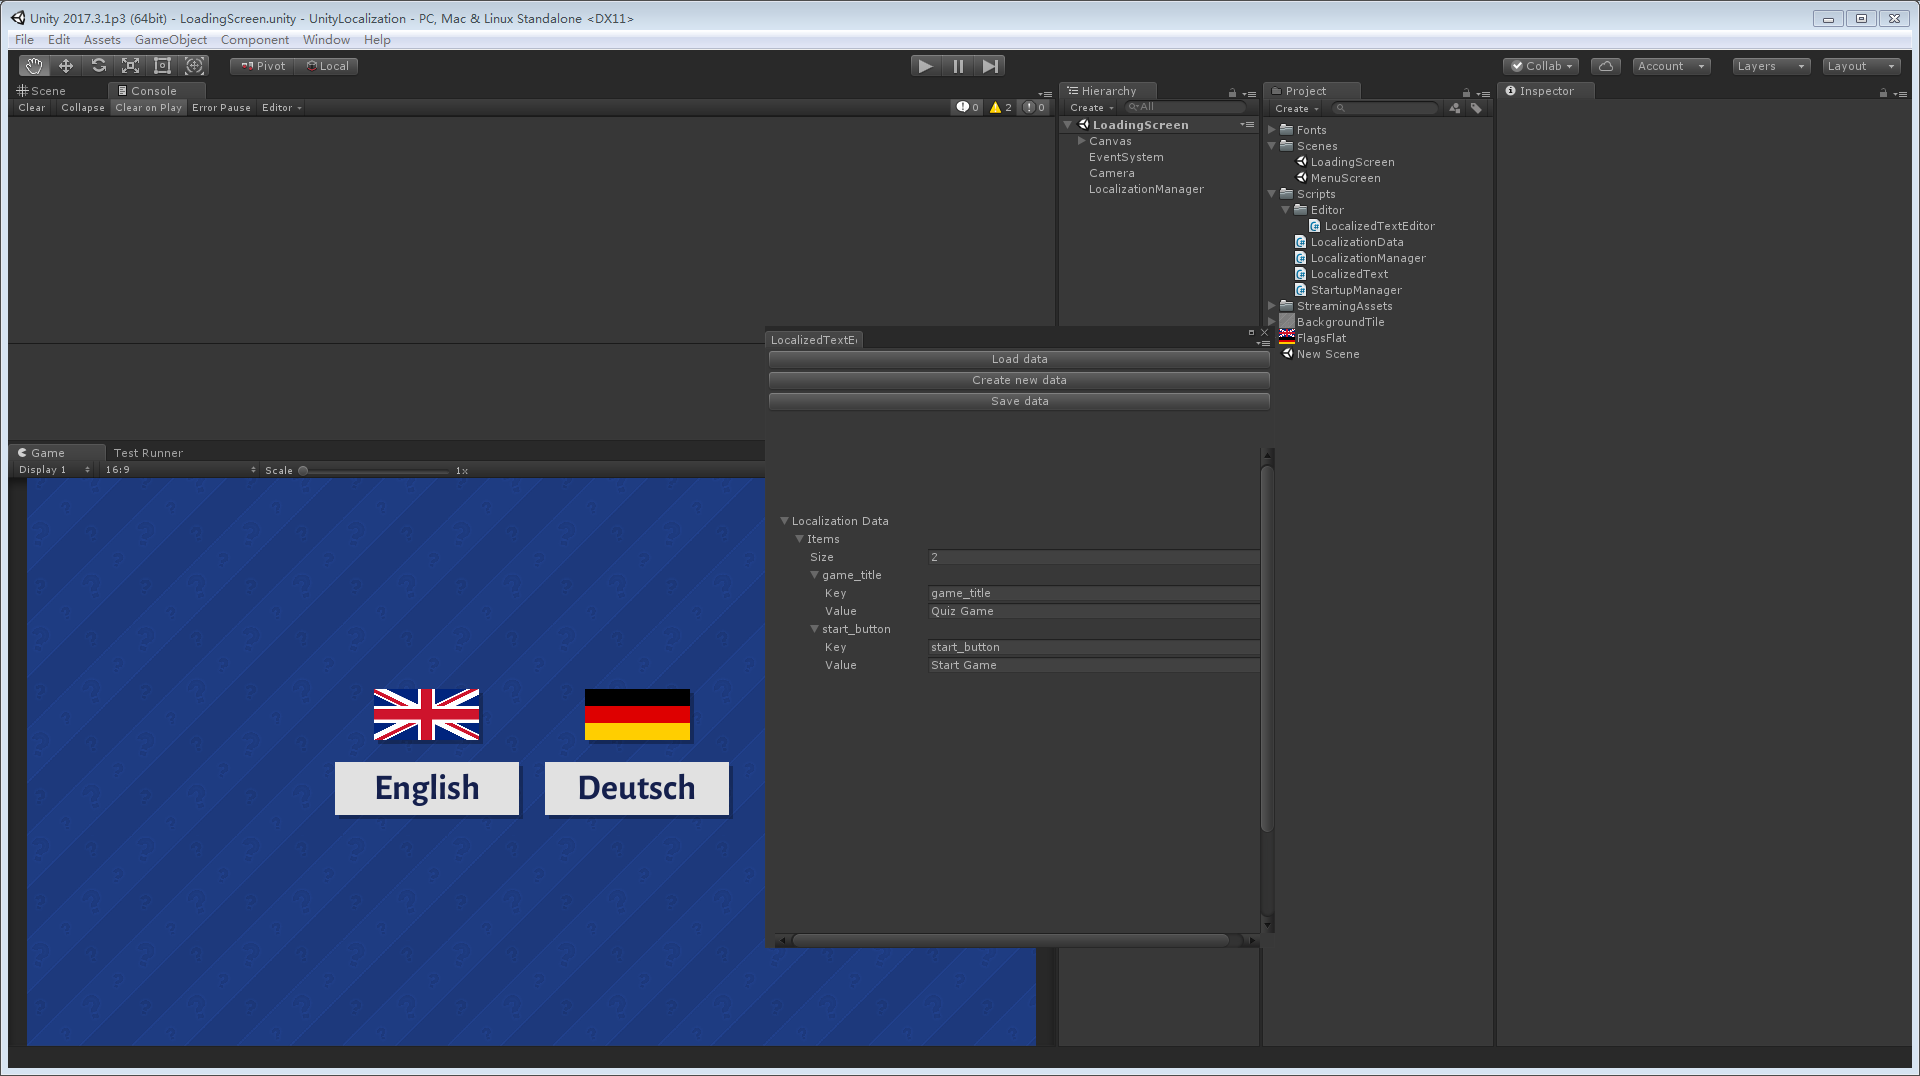 Unity 2017.3.1p3 (64bit) - LoadingScreen.unity - UnityLocalization - PC, Mac & Linux Standalone <DX11>
File Edit Assets GameObject Component Window Help
Pivot Local Collab Account Layers Layout
Scene Console
Clear Collapse Clear on Play Error Pause Editor 0 2 0
Hierarchy
Create All
LoadingScreen
Canvas
EventSystem
Camera
LocalizationManager
Project
Create
Fonts
Scenes
LoadingScreen
MenuScreen
Scripts
Editor
LocalizedTextEditor
LocalizationData
LocalizationManager
LocalizedText
StartupManager
StreamingAssets
BackgroundTile
FlagsFlat
New Scene
Inspector
LocalizedTextE
Load data
Create new data
Save data
Localization Data
Items
Size 2
game_title
Key game_title
Value Quiz Game
start_button
Key start_button
Value Start Game
Game Test Runner
Display 1 16:9 Scale 1x
English Deutsch